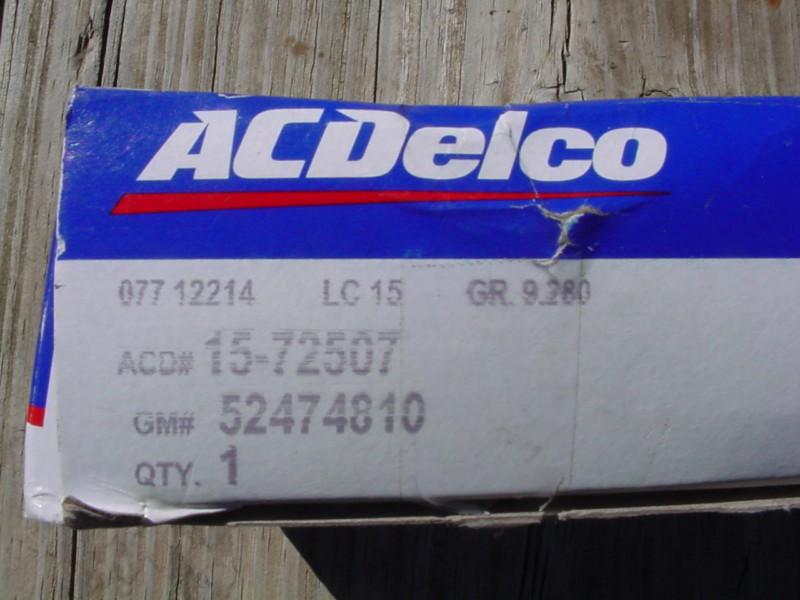 ACDelco
077 12214 LC 15 GR. 9.280
ACD# 15-72507
GM# 52474810
QTY. 1